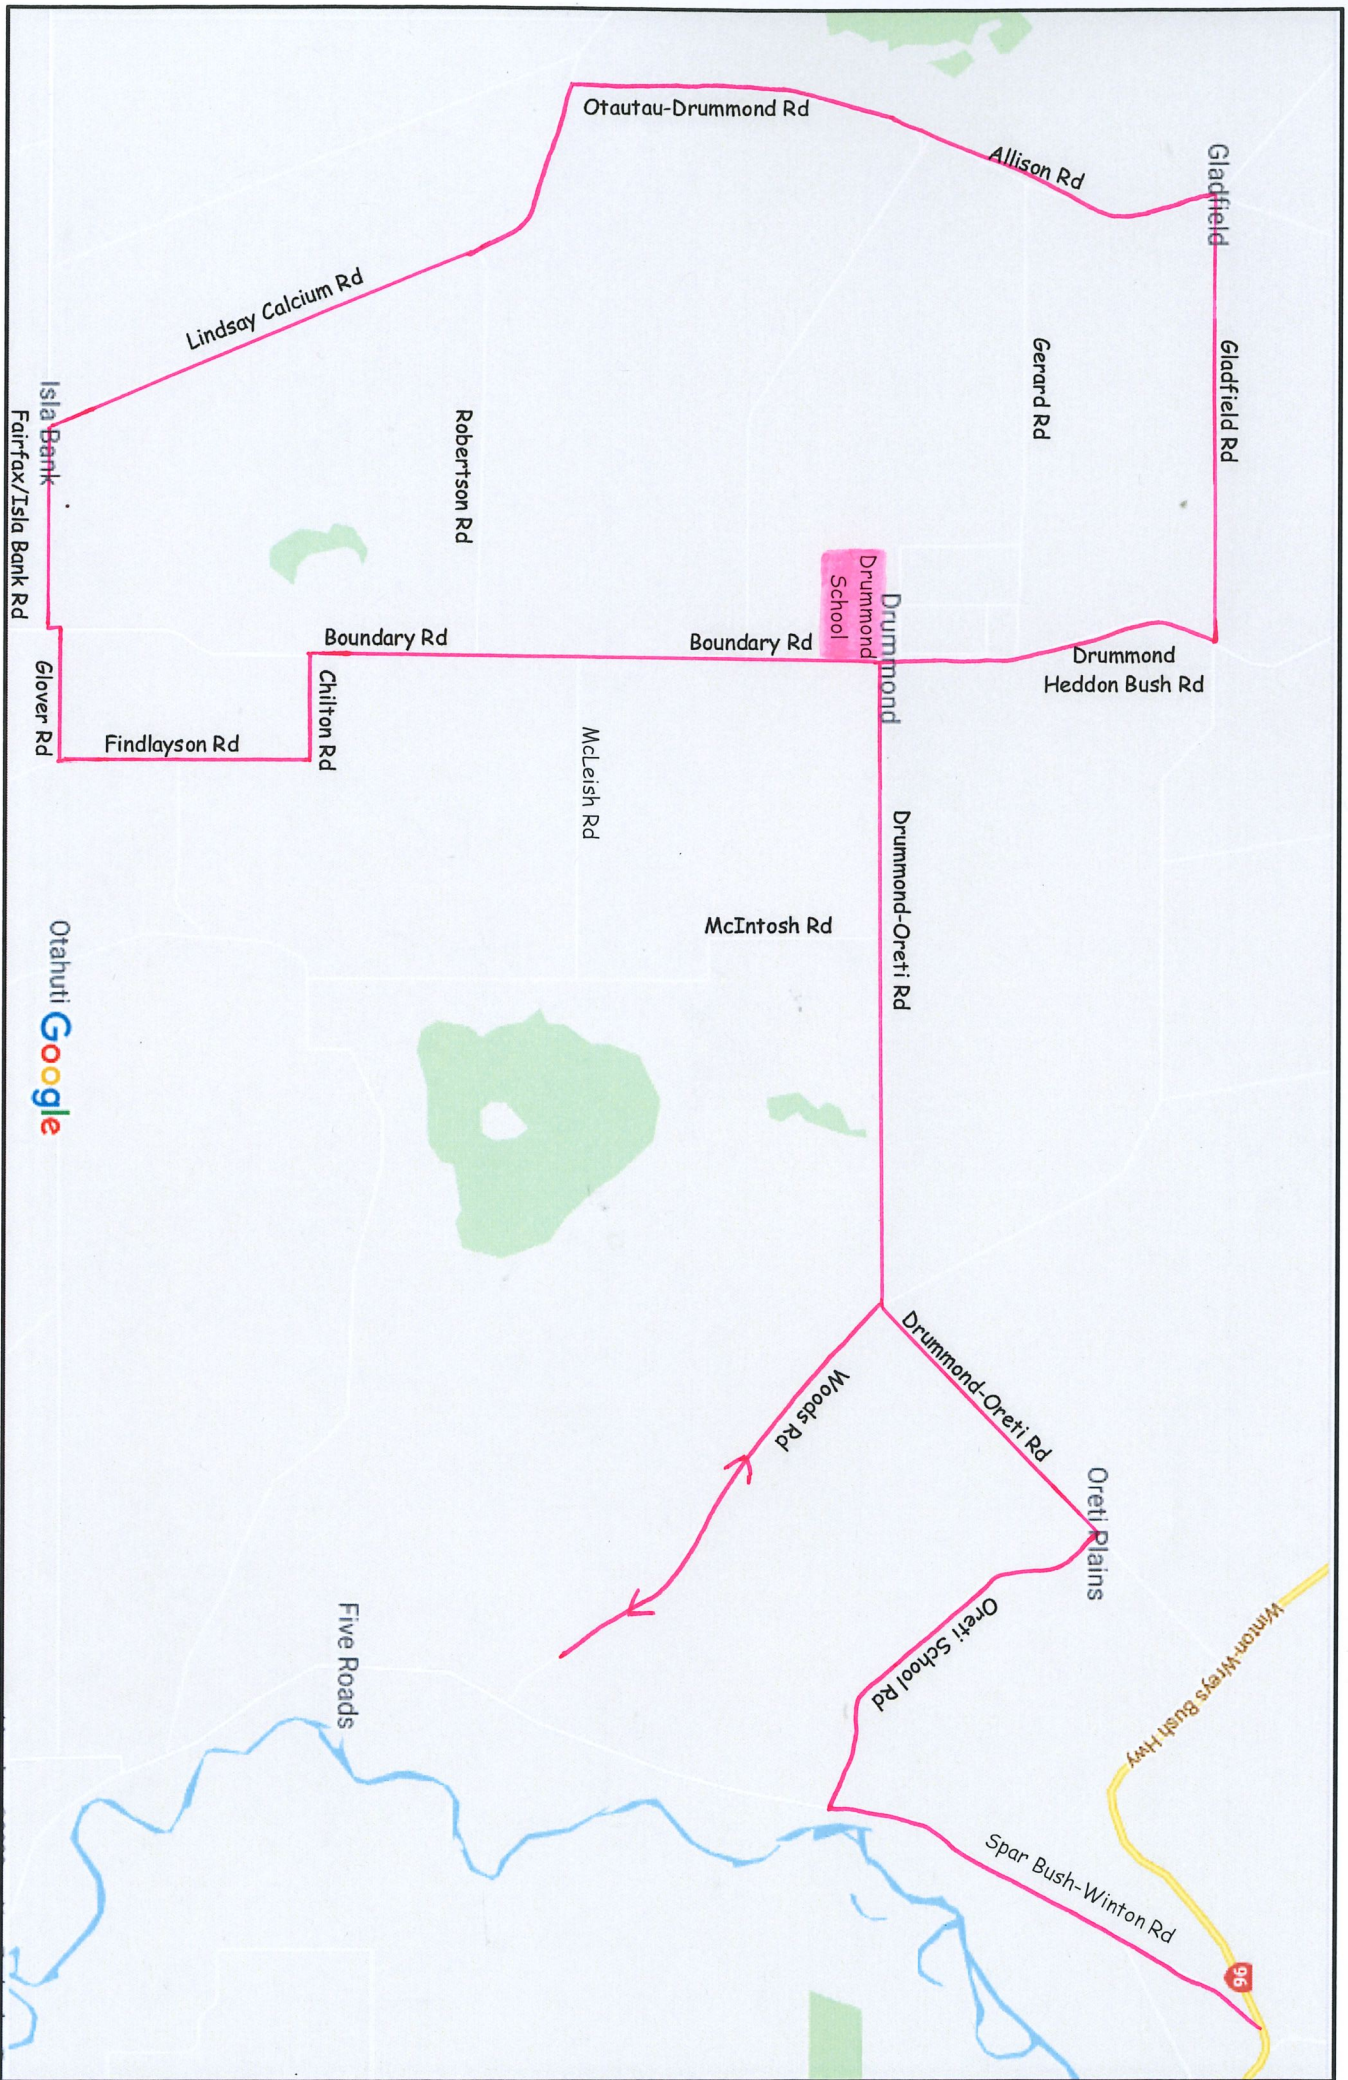 Otautau-Drummond Rd
Allison Rd
Gladfield
Gladfield Rd
Gerard Rd
Lindsay Calcium Rd
Isla Bank
Fairfax/Isla Bank Rd
Robertson Rd
Drummond
School
Drummond
Boundary Rd
Boundary Rd
Drummond
Heddon Bush Rd
Glover Rd
Findlayson Rd
Chilton Rd
McLeish Rd
McIntosh Rd
Drummond-Oreti Rd
Otahuti
Google
Drummond-Oreti Rd
Woods Rd
Oreti Plains
Oreti School Rd
Winton-Wreys Bush Hwy
Five Roads
Spar Bush-Winton Rd
96